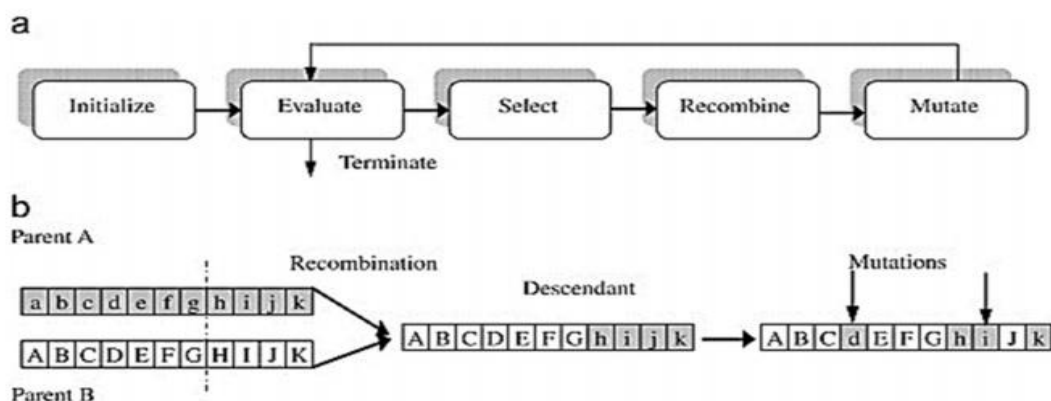 a
Initialize Evaluate Select Recombine Mutate
Terminate
b
Parent A
Recombination Mutations
Descendant
a b c d e f g h i j k
A B C D E F G h i j k A B C d E F G h i J k
A B C D E F G H I J K
Parent B